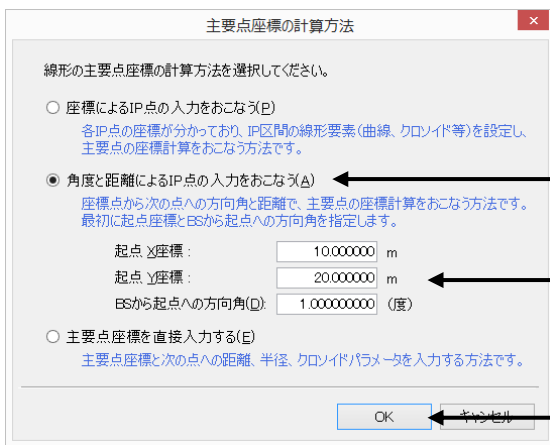 主要点座標の計算方法
線形の主要点座標の計算方法を選択してください。
座標によるIP点の入力をおこなう(P)
各IP点の座標が分かっており、IP区間の線形要素(曲線、クロソイド等)を設定し、
主要点の座標計算をおこなう方法です。
角度と距離によるIP点の入力をおこなう(A)
座標点から次の点への方向角と距離で、主要点の座標計算をおこなう方法です。
最初に起点座標とBSから起点への方向角を指定します。
起点 X座標 : 10.000000 m
起点 Y座標 : 20.000000 m
BSから起点への方向角(D): 1.000000000 (度)
主要点座標を直接入力する(E)
主要点座標と次の点への距離、半径、クロソイドパラメータを入力する方法です。
OK キャンセル